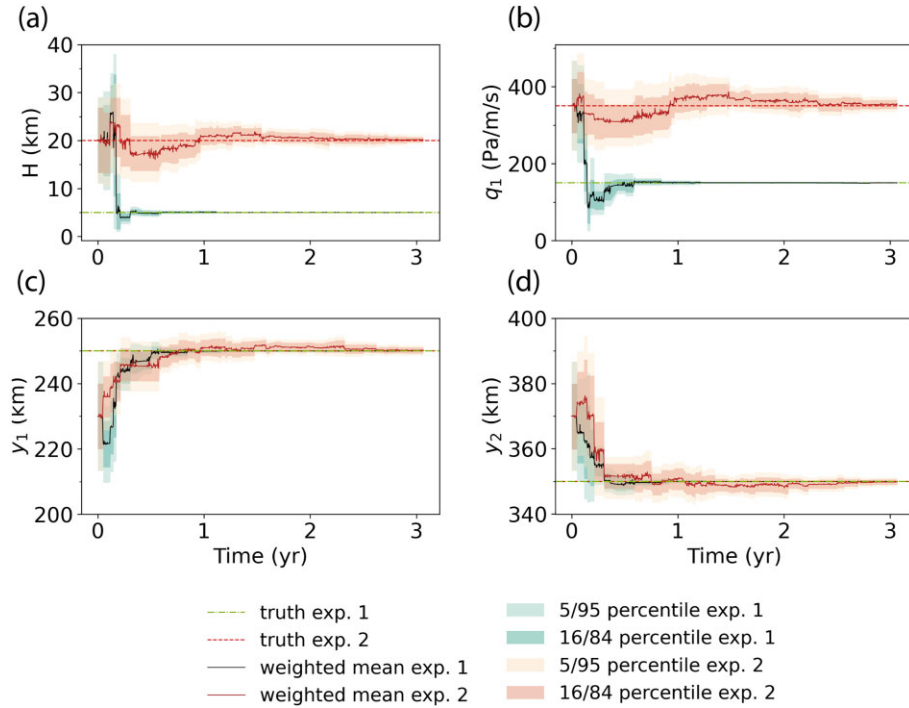 (a)
(b)
40
30
20
10
0
H (km)
0
1
2
3
400
200
0
q₁ (Pa/m/s)
0
1
2
3
(c)
(d)
260
240
220
200
y₁ (km)
0
1
2
3
Time (yr)
400
380
360
340
y₂ (km)
0
1
2
3
Time (yr)
truth exp. 1
truth exp. 2
weighted mean exp. 1
weighted mean exp. 2
5/95 percentile exp. 1
16/84 percentile exp. 1
5/95 percentile exp. 2
16/84 percentile exp. 2